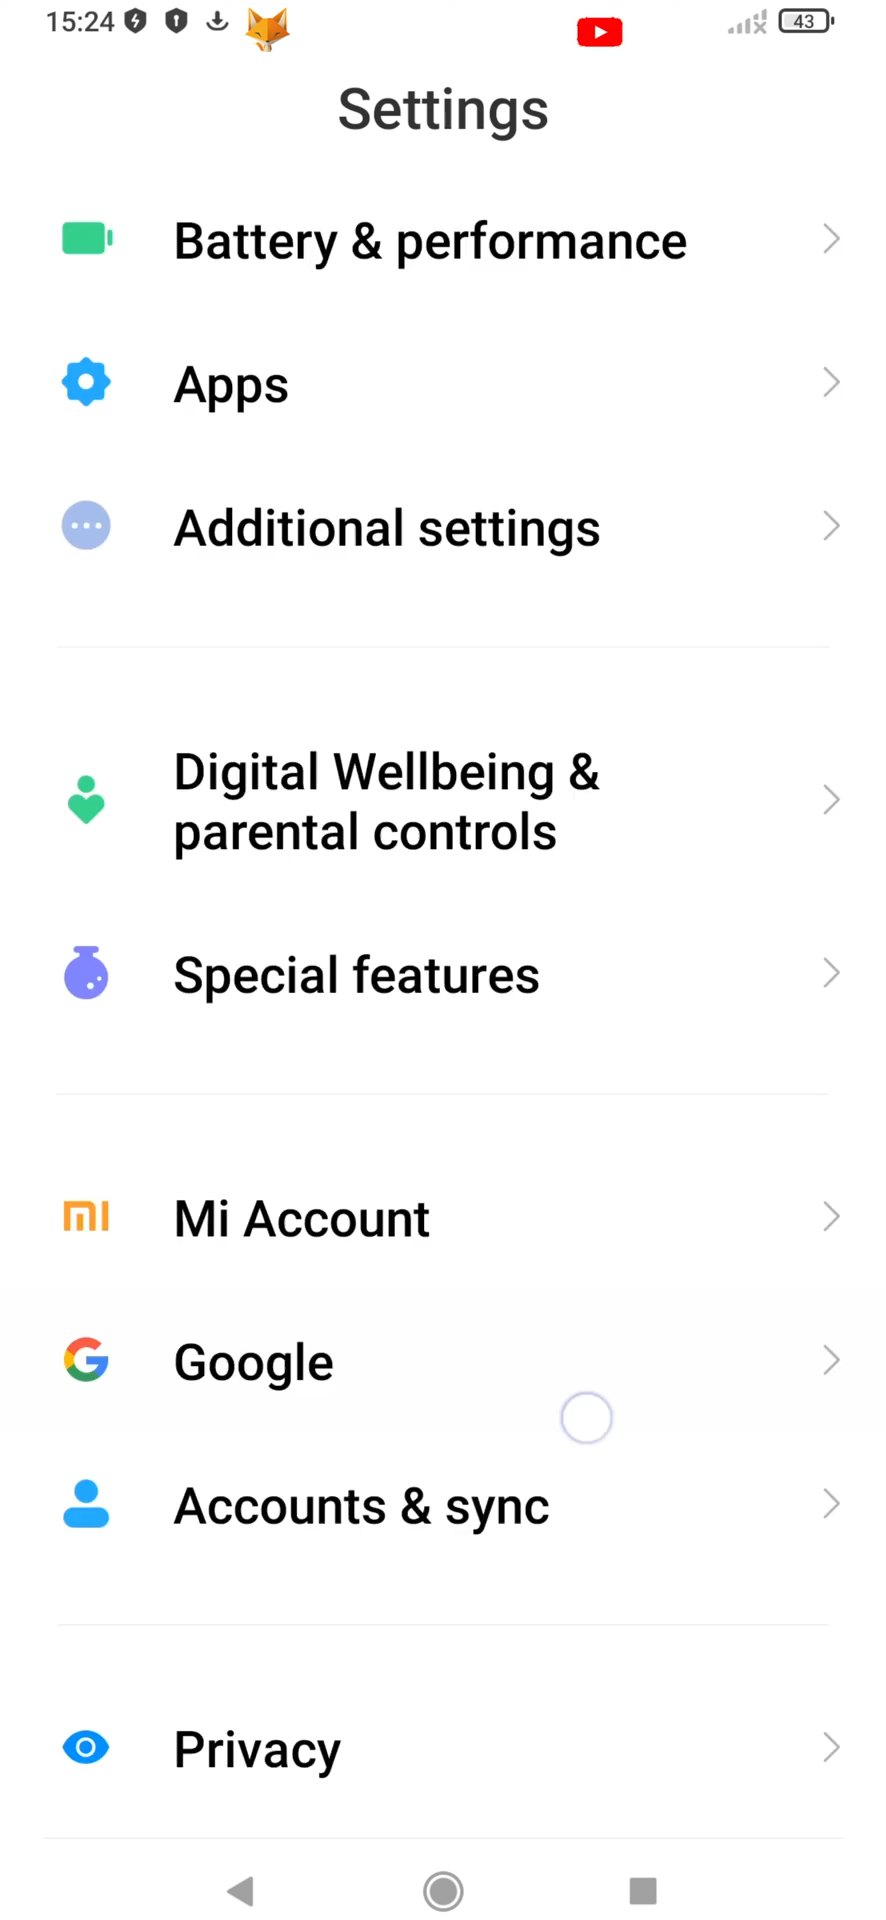 15:24
43
Settings
Battery & performance
Apps
Additional settings
Digital Wellbeing &
parental controls
Special features
Mi Account
Google
Accounts & sync
Privacy